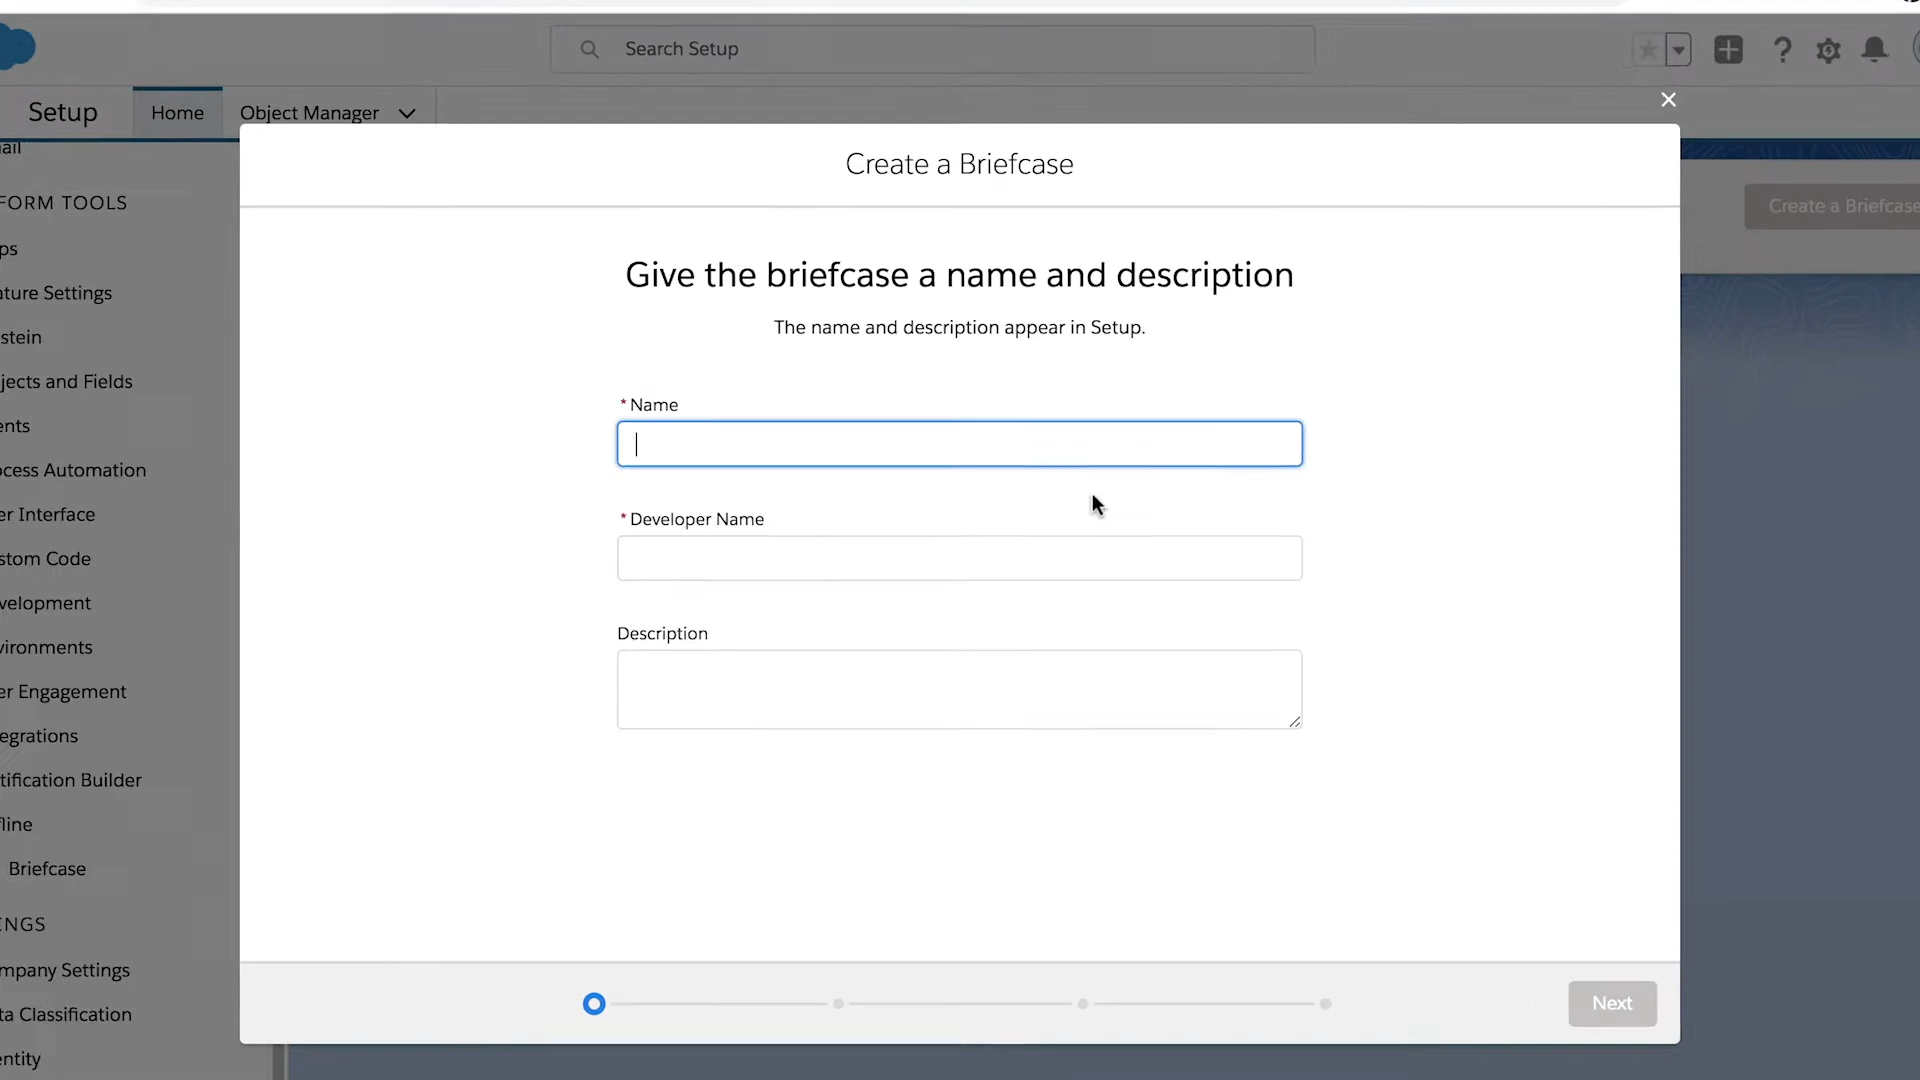 Search Setup
Setup
Home
Object Manager
ail
FORM TOOLS
ps
ature Settings
stein
jects and Fields
ents
ocess Automation
er Interface
stom Code
velopment
vironments
er Engagement
egrations
tification Builder
fline
Briefcase
INGS
mpany Settings
ta Classification
entity
Create a Briefcase
Create a Briefcase
Give the briefcase a name and description
The name and description appear in Setup.
* Name
* Developer Name
Description
Next